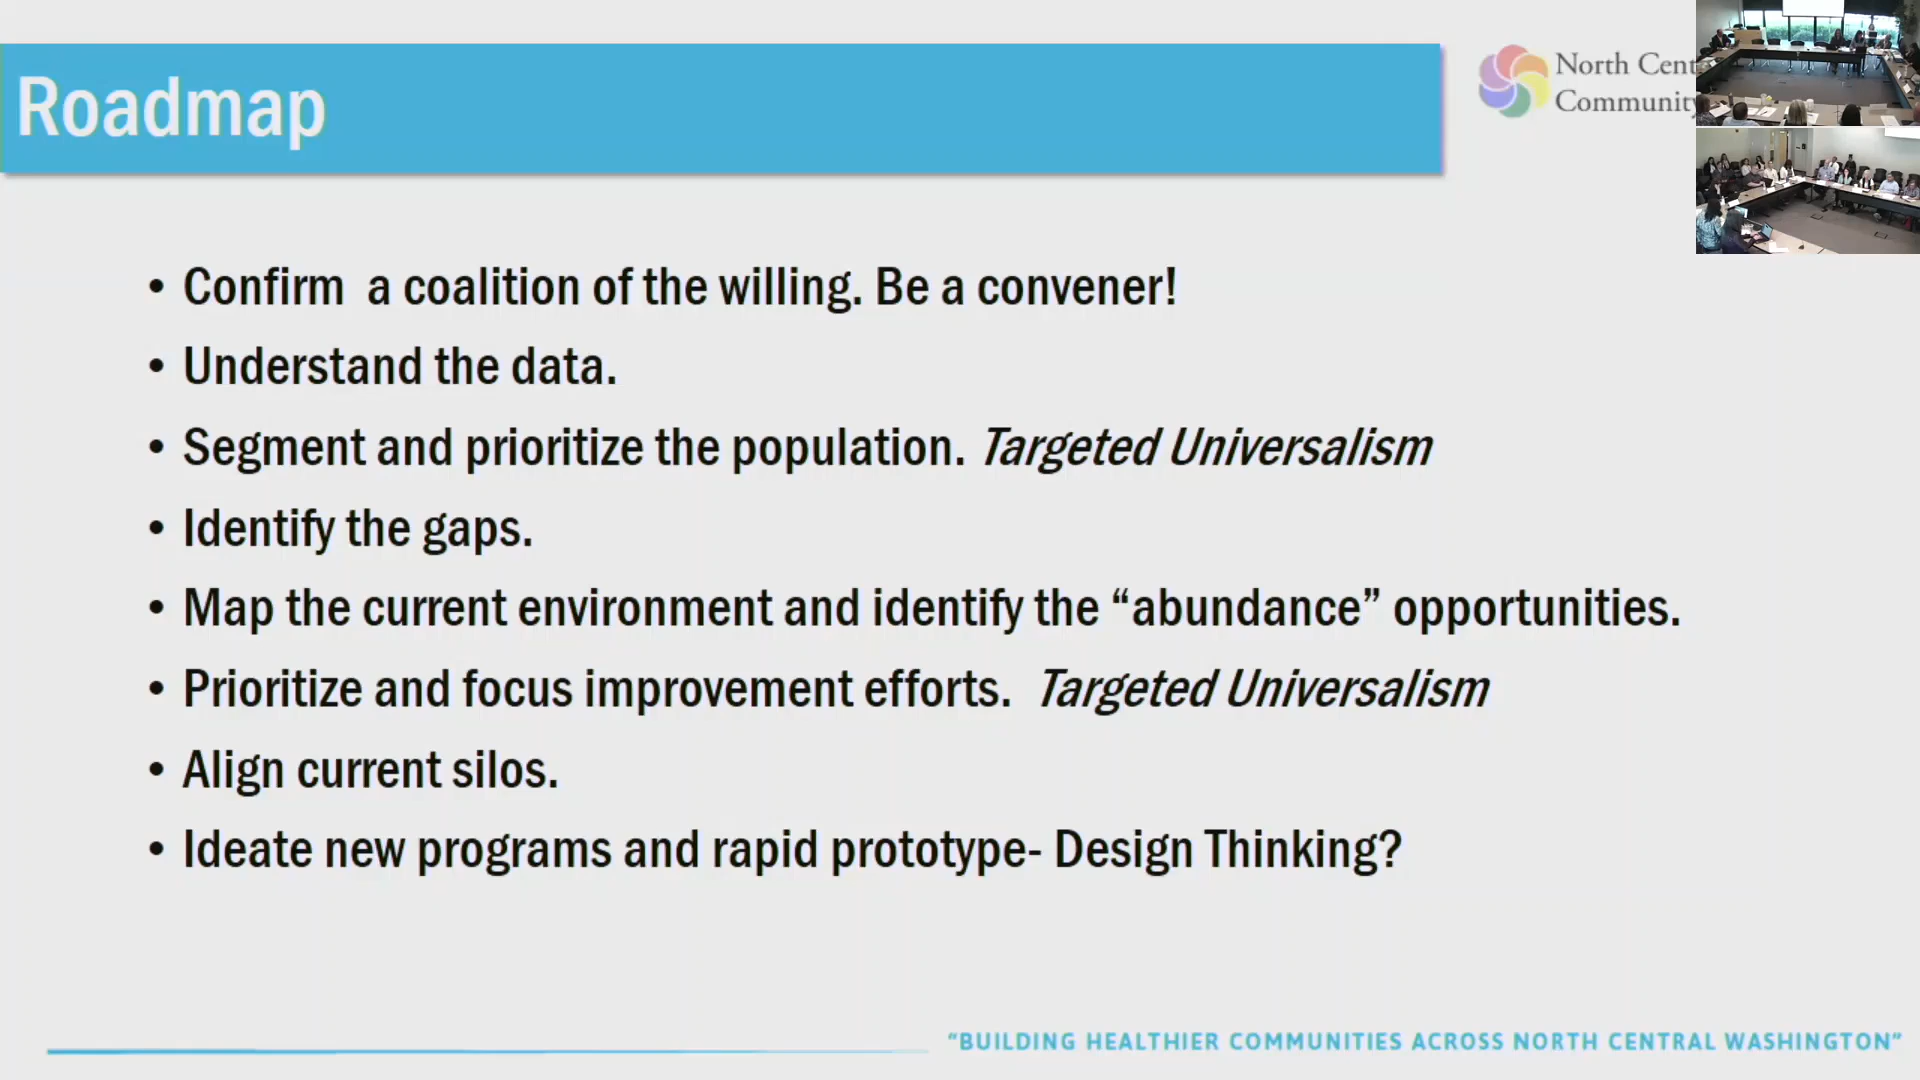 Roadmap
North Cent
Community
• Confirm a coalition of the willing. Be a convener!
• Understand the data.
• Segment and prioritize the population. Targeted Universalism
• Identify the gaps.
• Map the current environment and identify the “abundance” opportunities.
• Prioritize and focus improvement efforts. Targeted Universalism
• Align current silos.
• Ideate new programs and rapid prototype- Design Thinking?
“BUILDING HEALTHIER COMMUNITIES ACROSS NORTH CENTRAL WASHINGTON”